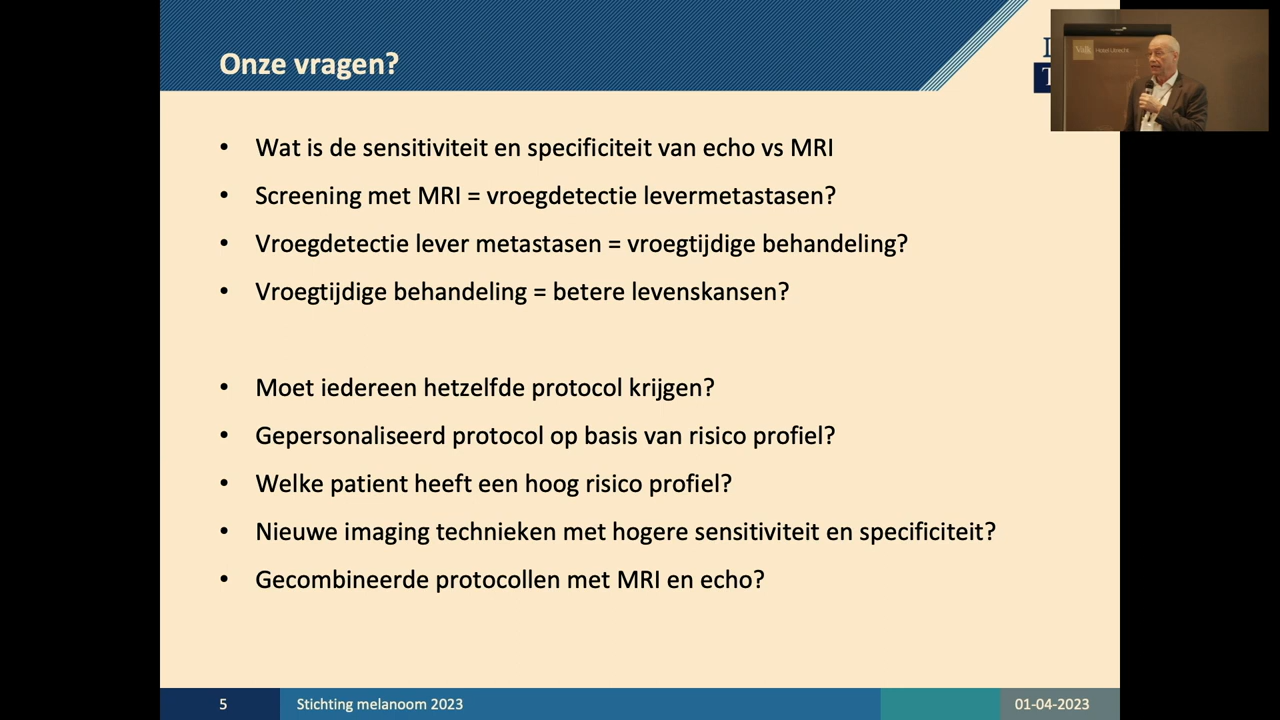 Onze vragen?
Valk Hotel Utrecht
• Wat is de sensitiviteit en specificiteit van echo vs MRI
• Screening met MRI = vroegdetectie levermetastasen?
• Vroegdetectie lever metastasen = vroegtijdige behandeling?
• Vroegtijdige behandeling = betere levenskansen?
• Moet iedereen hetzelfde protocol krijgen?
• Gepersonaliseerd protocol op basis van risico profiel?
• Welke patient heeft een hoog risico profiel?
• Nieuwe imaging technieken met hogere sensitiviteit en specificiteit?
• Gecombineerde protocollen met MRI en echo?
5 Stichting melanoom 2023 01-04-2023